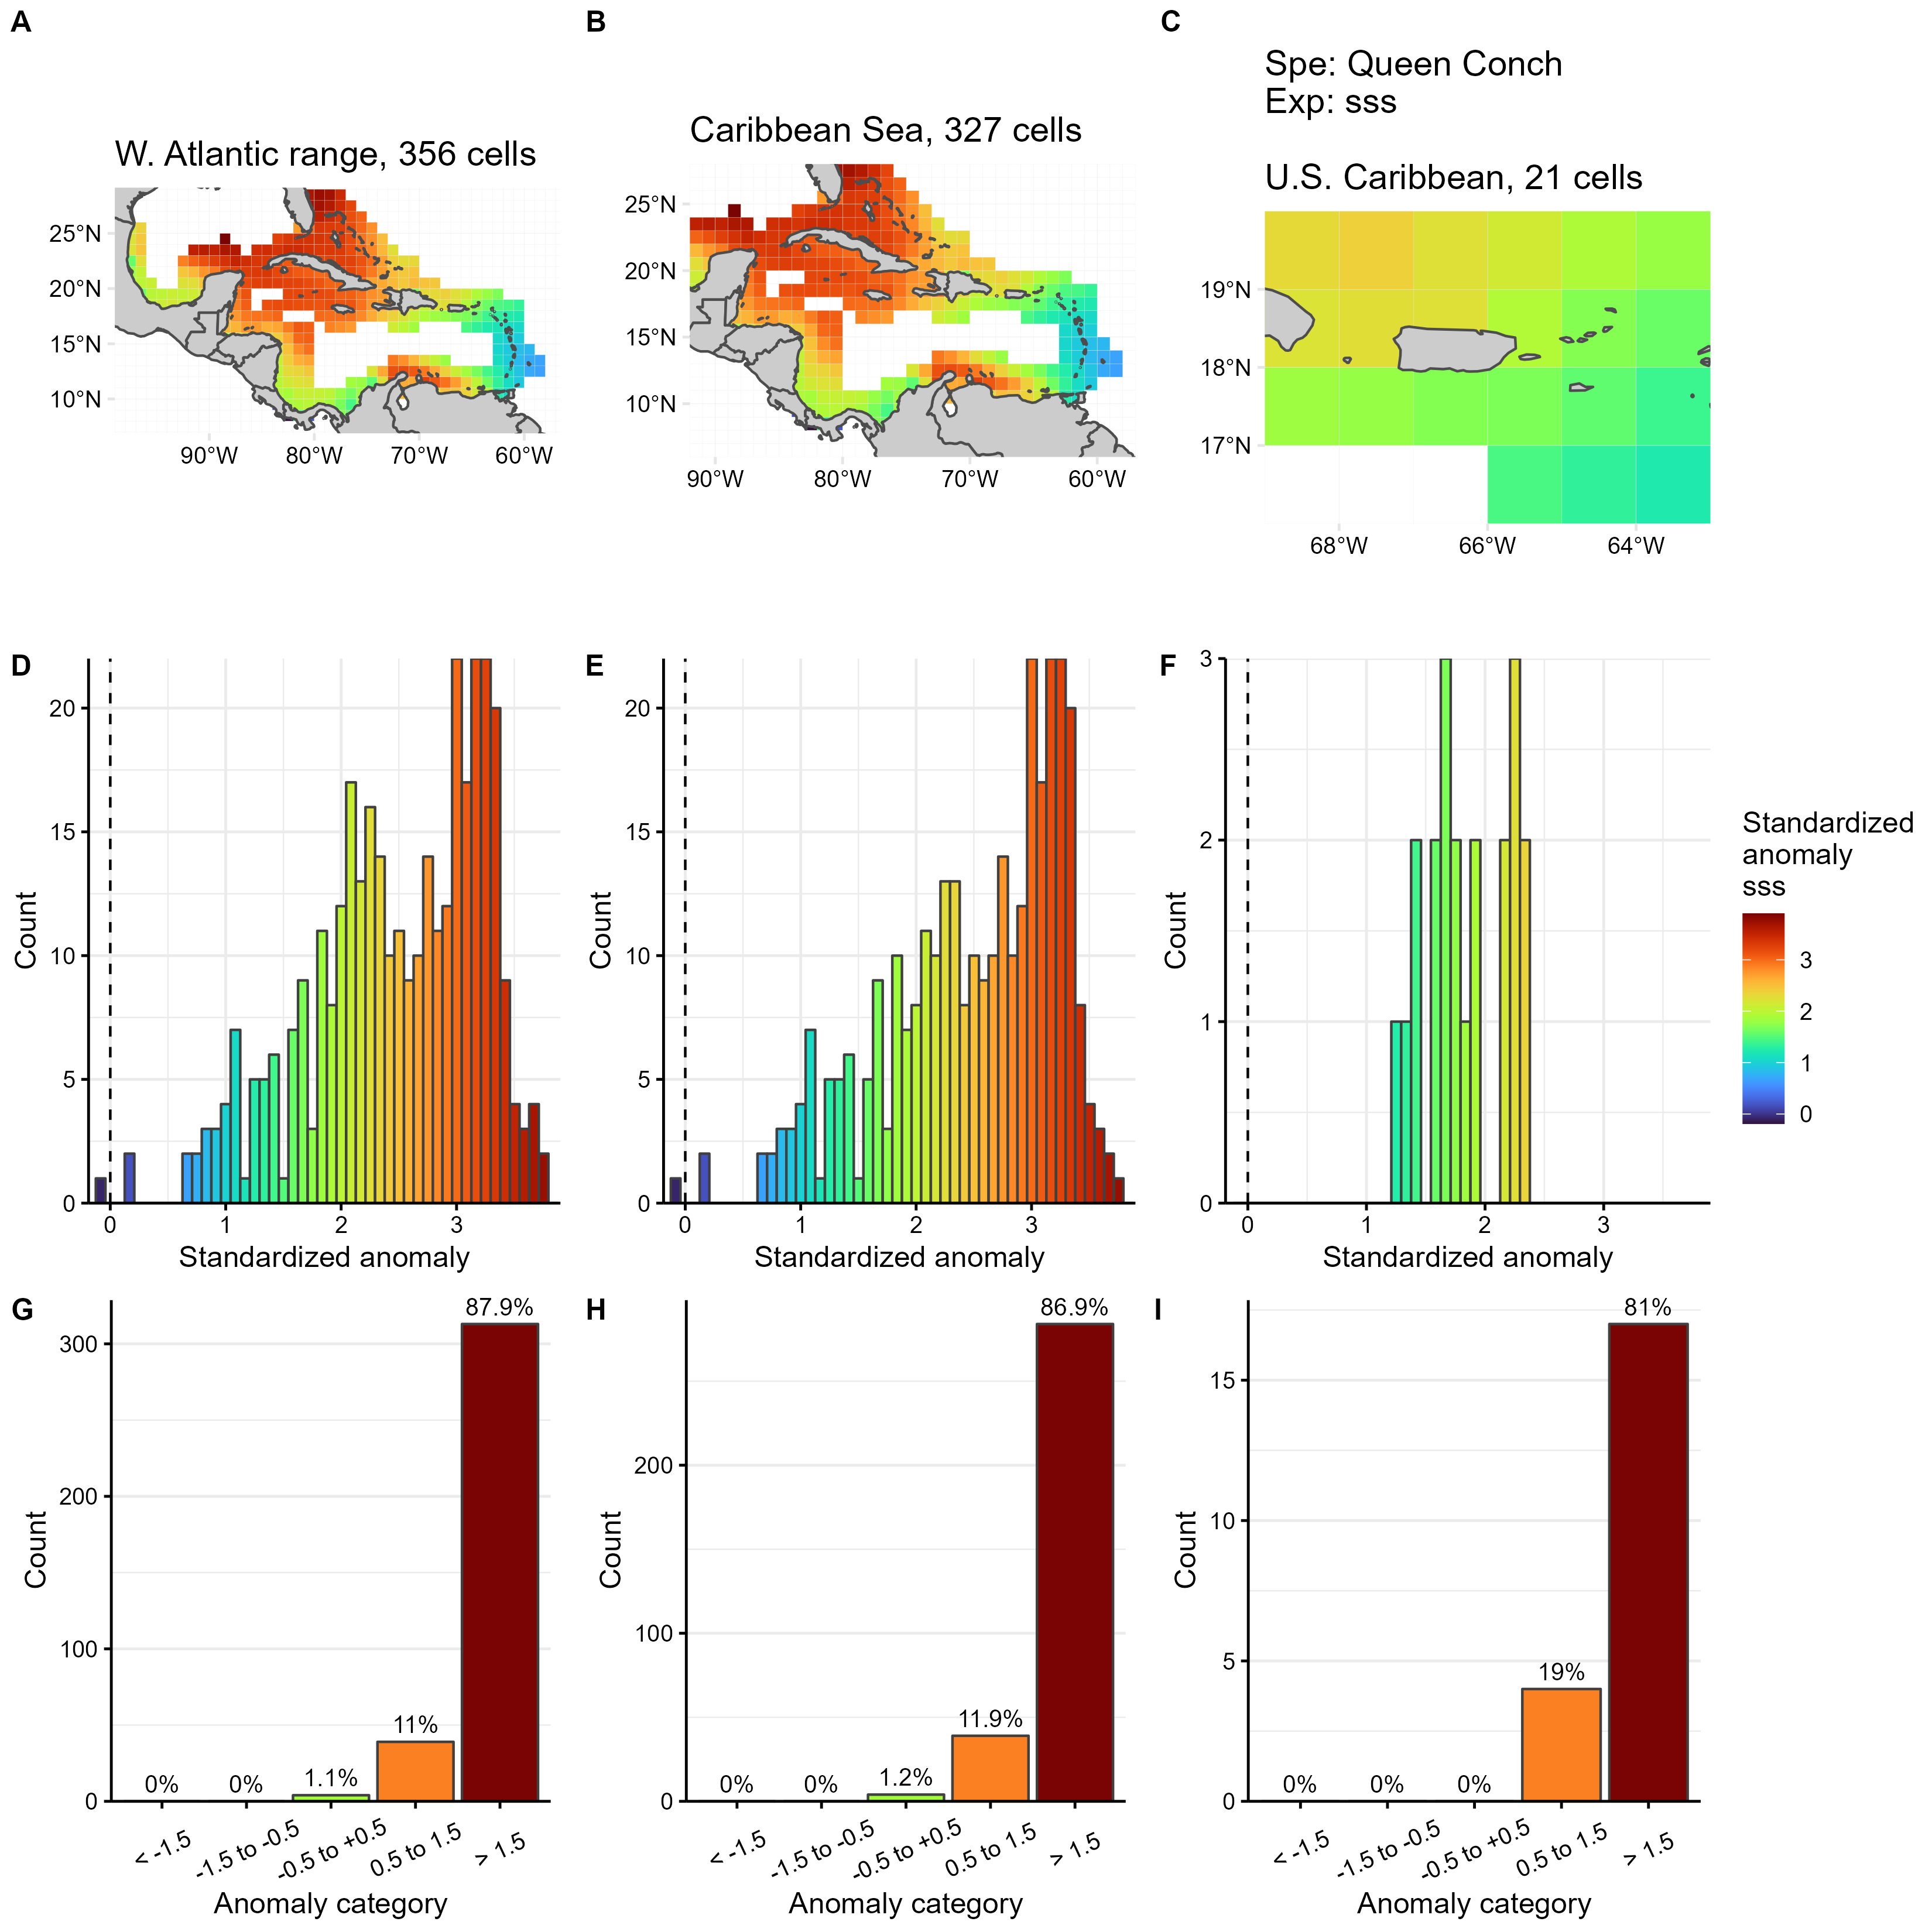 A
B
C
Spe: Queen Conch
Exp: sss
W. Atlantic range, 356 cells
Caribbean Sea, 327 cells
U.S. Caribbean, 21 cells
25°N
20°N
15°N
10°N
90°W 80°W 70°W 60°W
25°N
20°N
15°N
10°N
90°W 80°W 70°W 60°W
19°N
18°N
17°N
68°W 66°W 64°W
D
20
15
10
5
0
Count
0 1 2 3
Standardized anomaly
E
20
15
10
5
0
Count
0 1 2 3
Standardized anomaly
F
3
2
1
0
Count
0 1 2 3
Standardized anomaly
Standardized
anomaly
sss
3
2
1
0
G
300
200
100
0
Count
0% 0% 1.1% 11% 87.9%
< -1.5 -1.5 to -0.5 -0.5 to +0.5 0.5 to 1.5 > 1.5
Anomaly category
H
200
100
0
Count
0% 0% 1.2% 11.9% 86.9%
< -1.5 -1.5 to -0.5 -0.5 to +0.5 0.5 to 1.5 > 1.5
Anomaly category
I
15
10
5
0
Count
0% 0% 0% 19% 81%
< -1.5 -1.5 to -0.5 -0.5 to +0.5 0.5 to 1.5 > 1.5
Anomaly category